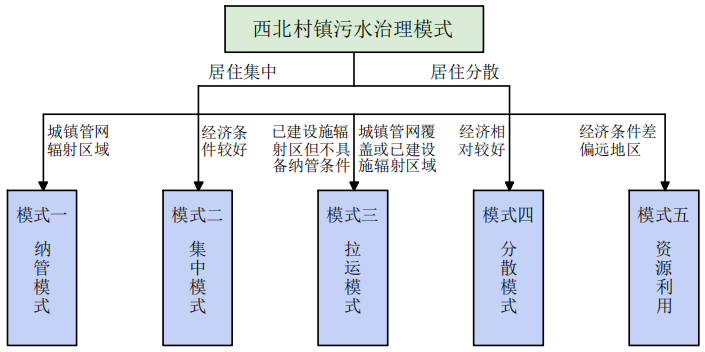 西北村镇污水治理模式
居住集中
居住分散
城镇管网
辐射区域
经济条
件较好
已建设施辐
射区但不具
备纳管条件
城镇管网覆
盖或已建设
施辐射区域
经济相
对较好
经济条件差
偏远地区
模式一
纳管模式
模式二
集中模式
模式三
拉运模式
模式四
分散模式
模式五
资源利用